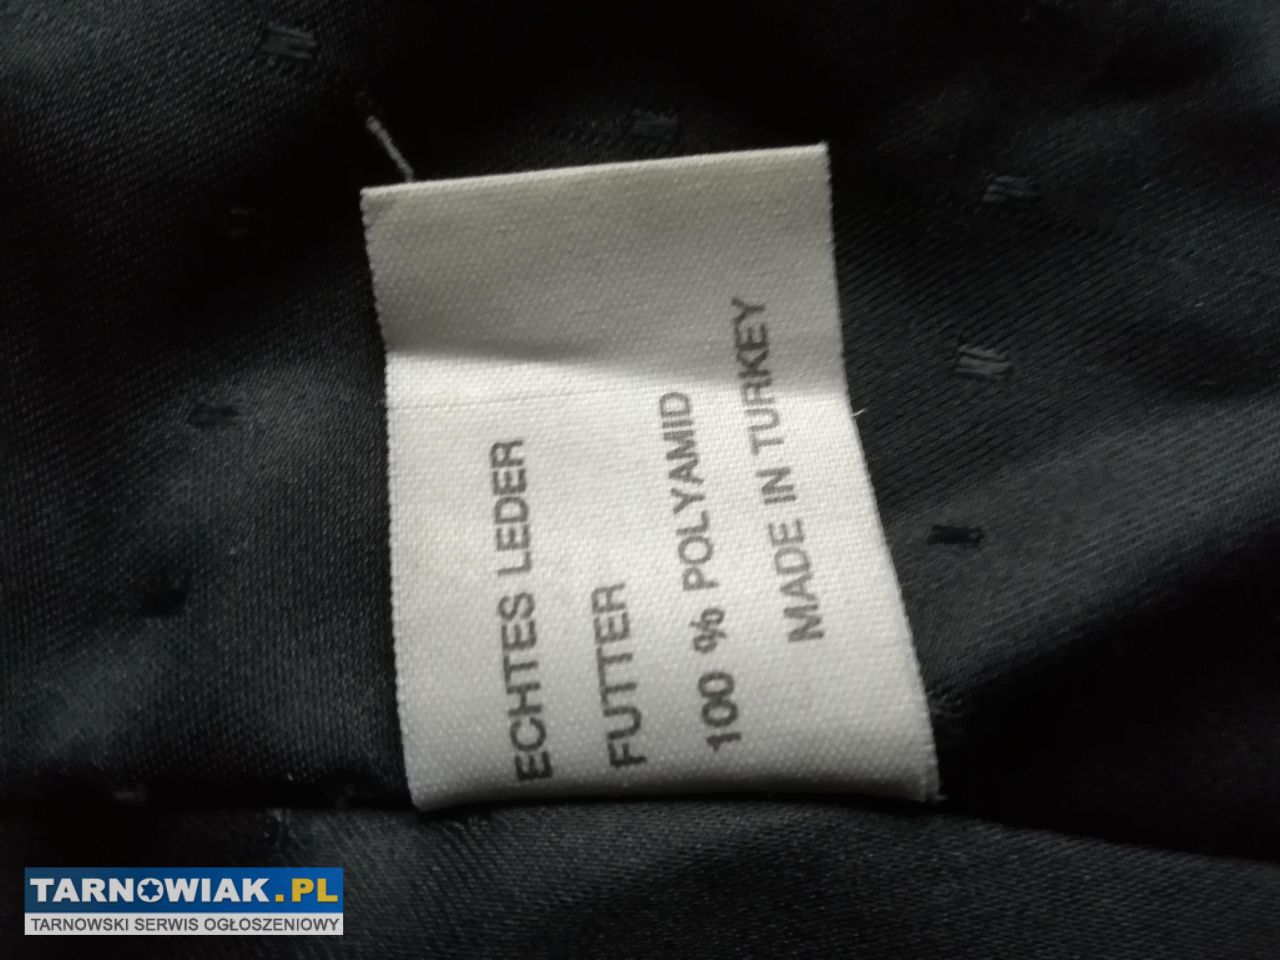 ECHTES LEDER
FUTTER
100 % POLYAMID
MADE IN TURKEY
TARNOWIAK.PL
TARNOWSKI SERWIS OGŁOSZENIOWY